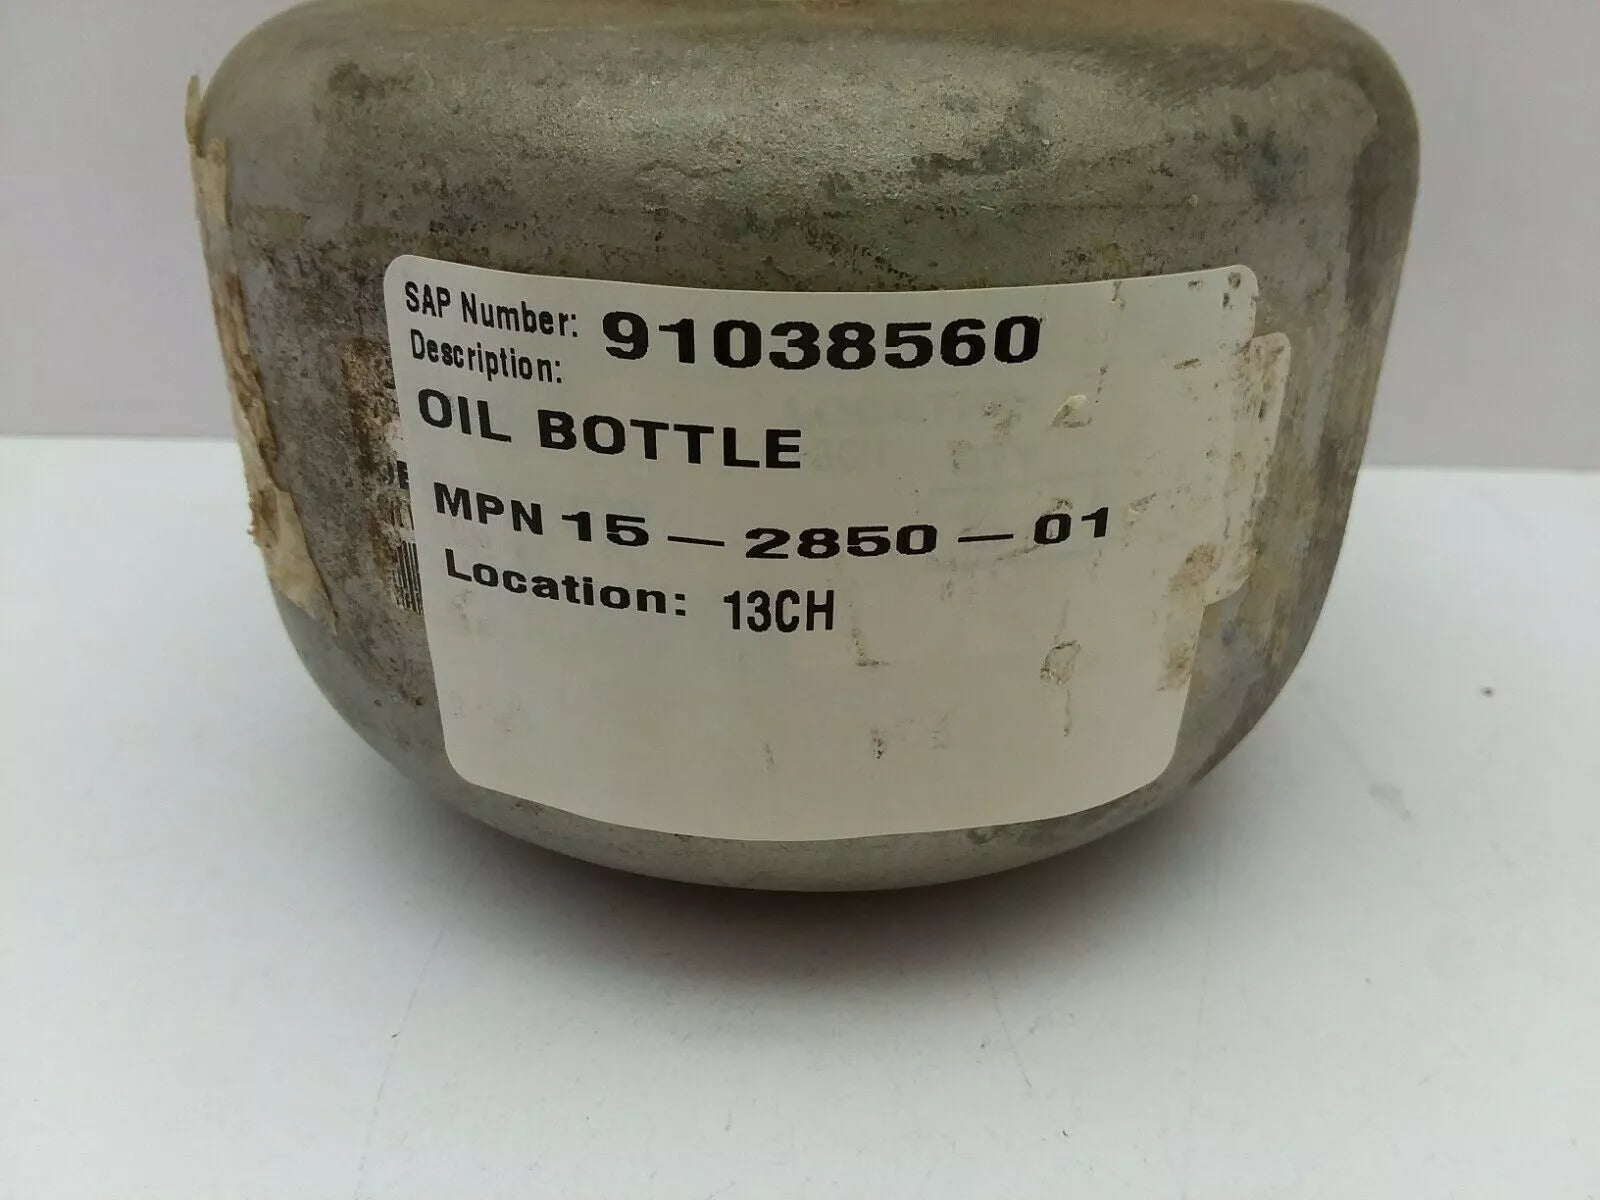 SAP Number: 91038560
Description:
OIL BOTTLE
MPN 15-2850-01
Location: 13CH